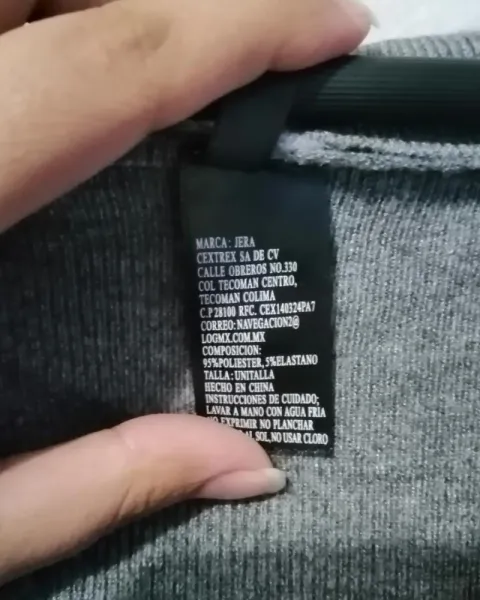 MARCA: JERA
CEXTREX SA DE CV
CALLE OBREROS NO.330
COL TECOMAN CENTRO,
TECOMAN COLIMA
C.P 28100 RFC. CEX140324PA7
CORREO:NAVEGACION2@
LOGMX.COM.MX
COMPOSICION:
95%POLIESTER,5%ELASTANO
TALLA:UNITALLA
HECHO EN CHINA
INSTRUCCIONES DE CUIDADO;
LAVAR A MANO CON AGUA FRIA
NO EXPRIMIR NO PLANCHAR
AL SOL,NO USAR CLORO